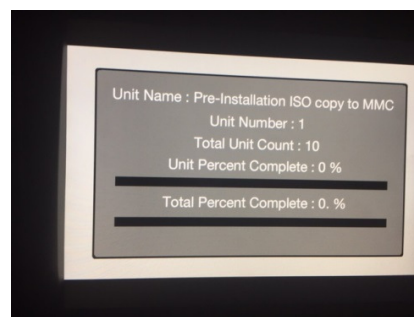 Unit Name : Pre-Installation ISO copy to MMC
Unit Number : 1
Total Unit Count : 10
Unit Percent Complete : 0 %
Total Percent Complete : 0. %